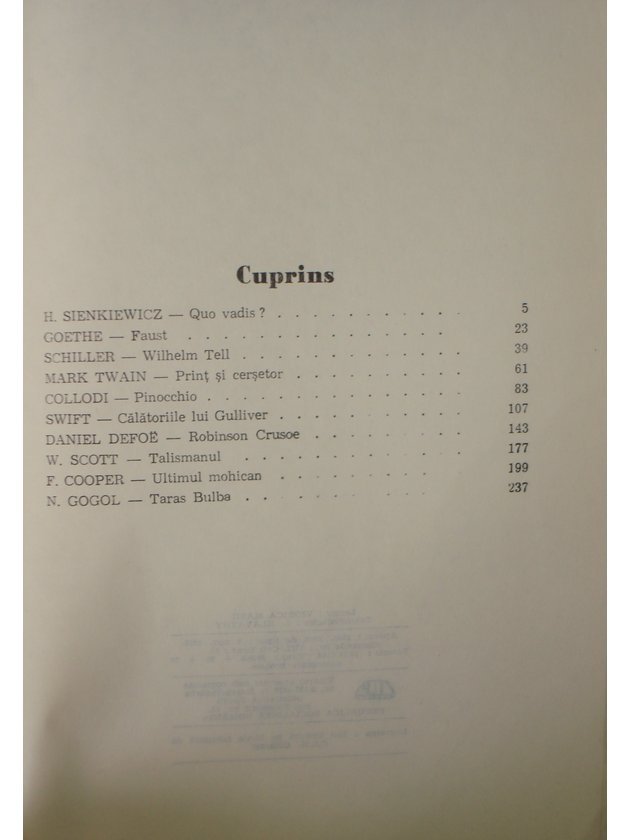 Cuprins
H. SIENKIEWICZ — Quo vadis ? . . . . . . . . . . . 5
GOETHE — Faust . . . . . . . . . . . . . . 23
SCHILLER — Wilhelm Tell . . . . . . . . . . . . 39
MARK TWAIN — Prinț și cerșetor . . . . . . . . . . 61
COLLODI — Pinocchio . . . . . . . . . . . . . . 83
SWIFT — Călătoriile lui Gulliver . . . . . . . . . . 107
DANIEL DEFOË — Robinson Crusoe . . . . . . . . . 143
W. SCOTT — Talismanul . . . . . . . . . . . . 177
F. COOPER — Ultimul mohican . . . . . . . . . 199
N. GOGOL — Taras Bulba . . . . . . . . . . . 237